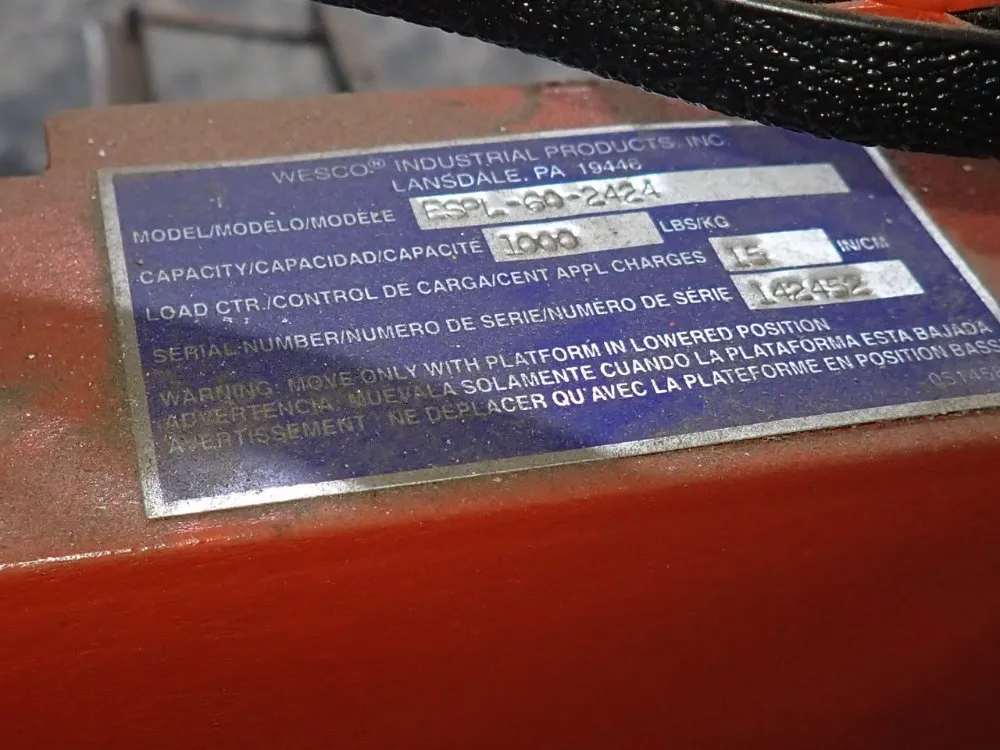 WESCO® INDUSTRIAL PRODUCTS, INC.
LANSDALE, PA 19446
MODEL/MODELO/MODÈLE ESPL-60-2424
CAPACITY/CAPACIDAD/CAPACITÉ 1000 LBS/KG
LOAD CTR./CONTROL DE CARGA/CENT APPL CHARGES 15 IN/CM
SERIAL NUMBER/NUMERO DE SERIE/NUMÉRO DE SÉRIE 142452
WARNING: MOVE ONLY WITH PLATFORM IN LOWERED POSITION
ADVERTENCIA: MUEVALA SOLAMENTE CUANDO LA PLATAFORMA ESTA BAJADA
AVERTISSEMENT: NE DÉPLACER QU'AVEC LA PLATEFORME EN POSITION BASSE